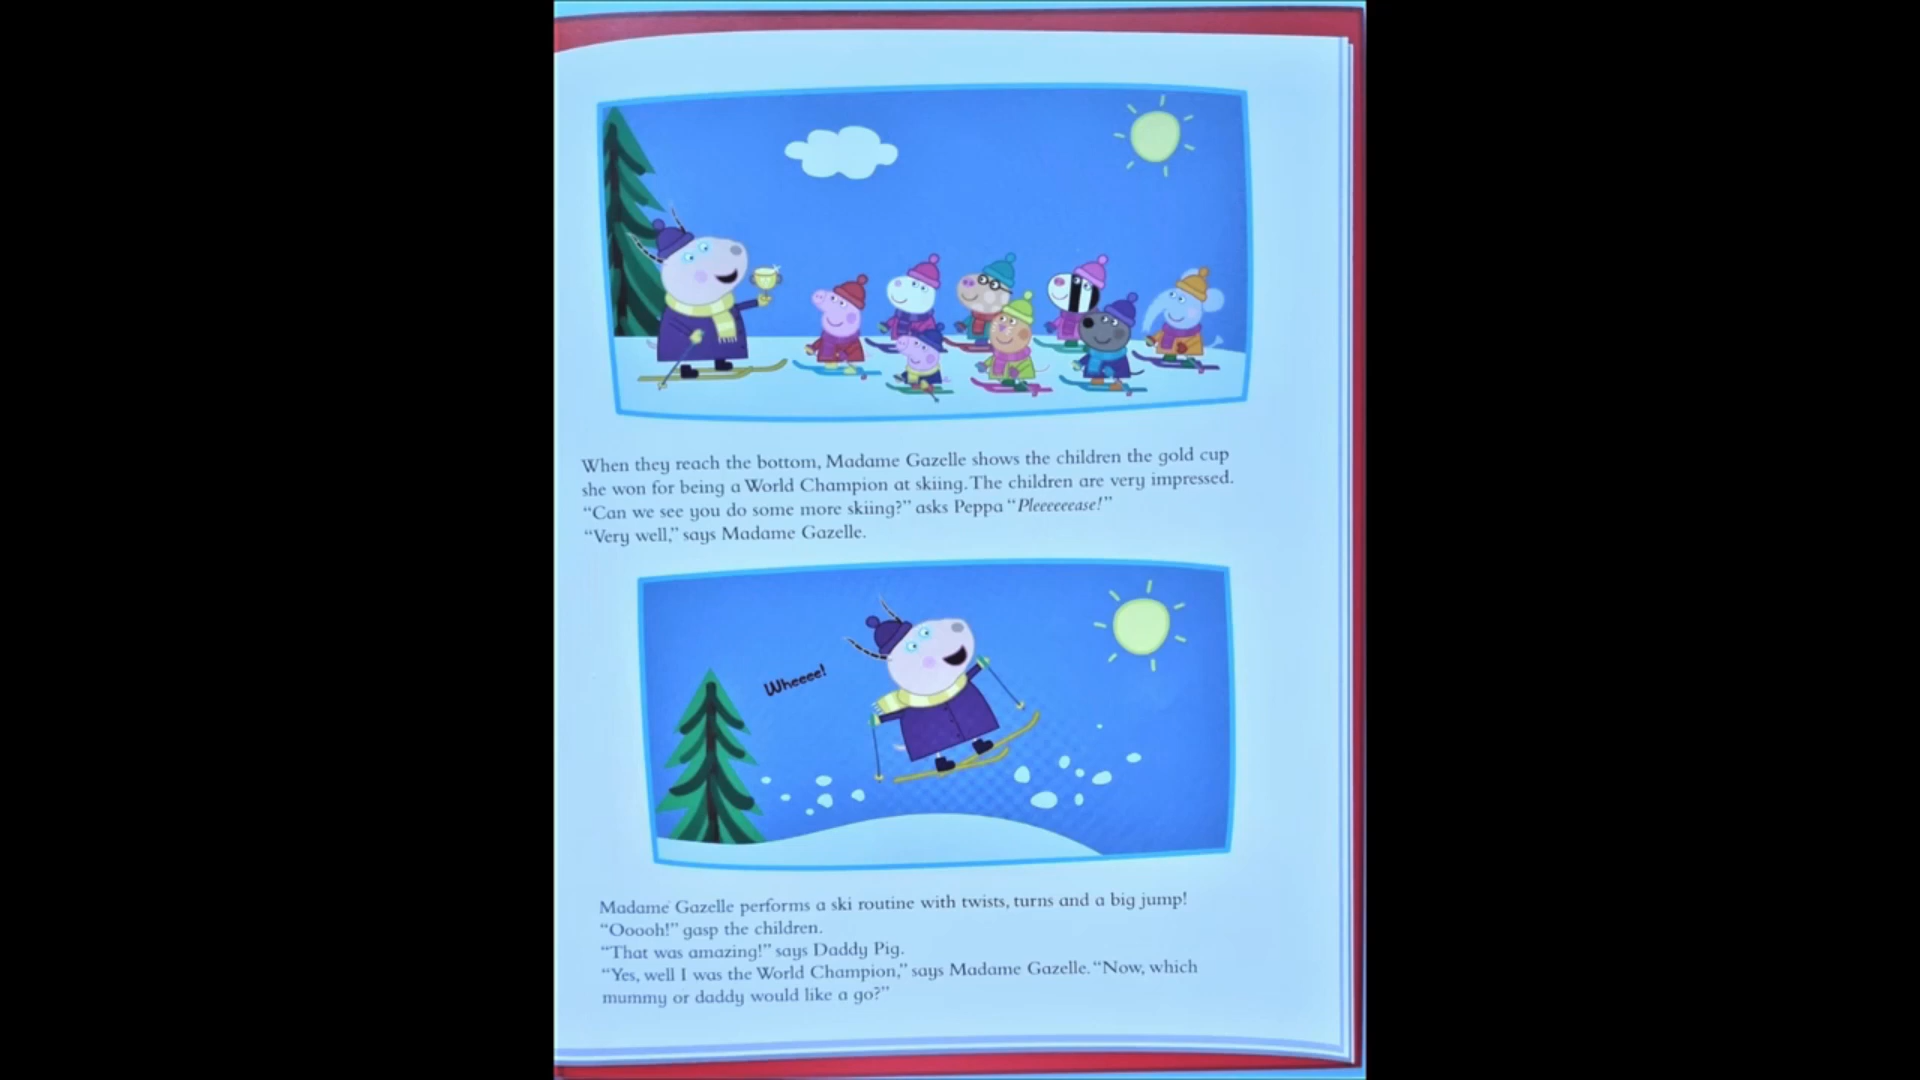 When they reach the bottom, Madame Gazelle shows the children the gold cup
she won for being a World Champion at skiing. The children are very impressed.
“Can we see you do some more skiing?” asks Peppa “Pleeeeease!”
“Very well,” says Madame Gazelle.
Wheeee!
Madame Gazelle performs a ski routine with twists, turns and a big jump!
“Ooooh!” gasp the children.
“That was amazing!” says Daddy Pig.
“Yes, well I was the World Champion,” says Madame Gazelle. “Now, which
mummy or daddy would like a go?”